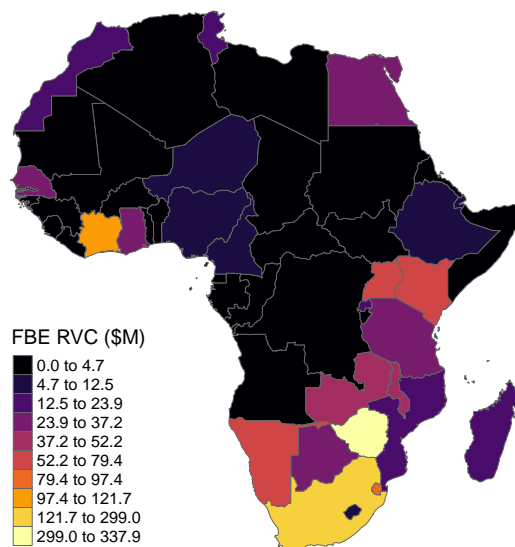 FBE RVC ($M)
0.0 to 4.7
4.7 to 12.5
12.5 to 23.9
23.9 to 37.2
37.2 to 52.2
52.2 to 79.4
79.4 to 97.4
97.4 to 121.7
121.7 to 299.0
299.0 to 337.9